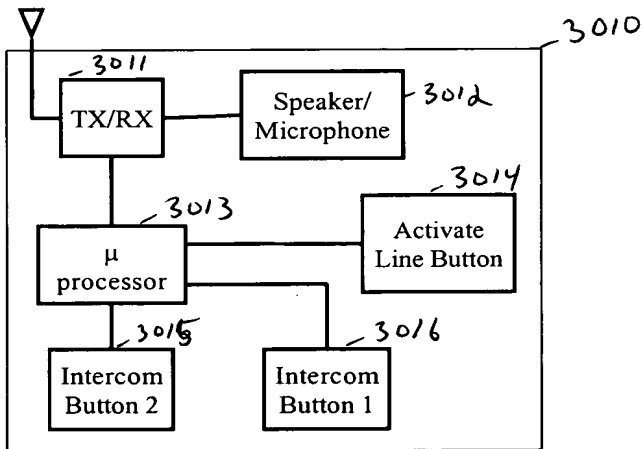 3010
3011
TX/RX
Speaker/
Microphone
3012
3013
μ
processor
3014
Activate
Line Button
3015
Intercom
Button 2
3016
Intercom
Button 1